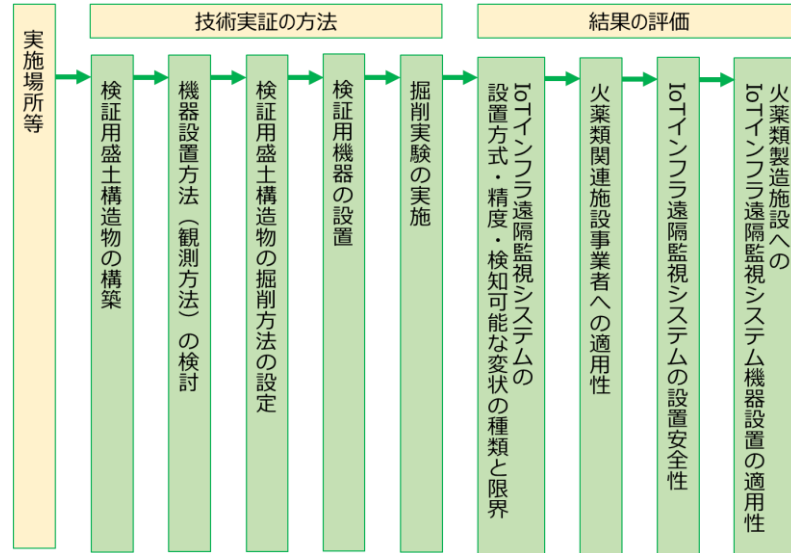 技術実証の方法
結果の評価
実施場所等
検証用盛土構造物の構築
機器設置方法（観測方法）の検討
検証用盛土構造物の掘削方法の設定
検証用機器の設置
掘削実験の実施
IoTインフラ遠隔監視システムの
設置方式・精度・検知可能な変状の種類と限界
火薬類関連施設事業者への適用性
IoTインフラ遠隔監視システムの設置安全性
火薬類製造施設への
IoTインフラ遠隔監視システム機器設置の適用性